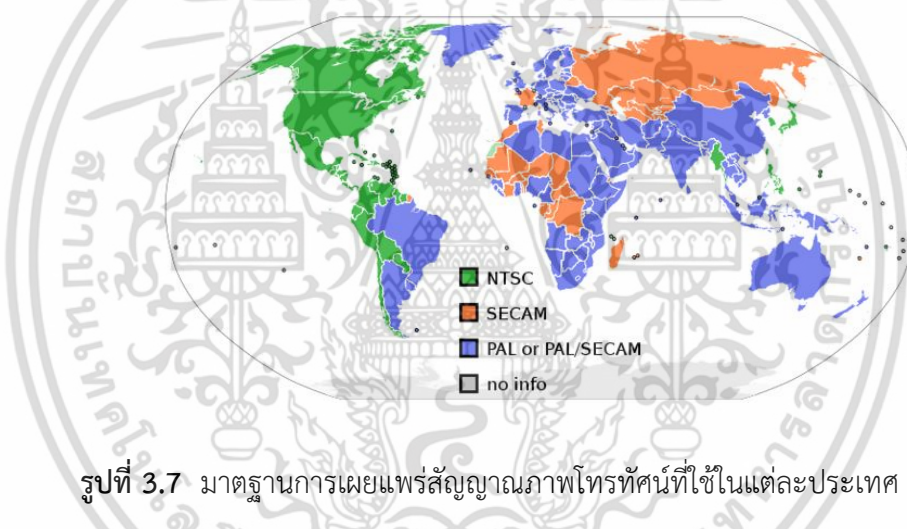 NTSC
SECAM
PAL or PAL/SECAM
no info
รูปที่ 3.7 มาตฐานการเผยแพร่สัญญาณภาพโทรทัศน์ที่ใช้ในแต่ละประเทศ